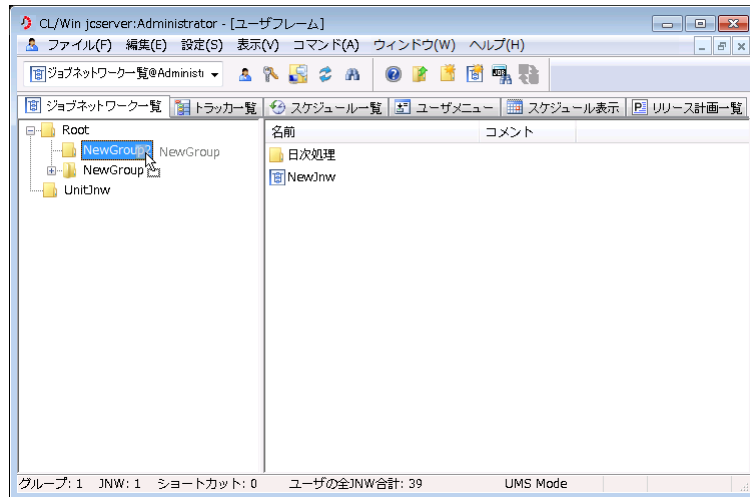 CL/Win jcserver:Administrator - [ユーザフレーム]
ファイル(F) 編集(E) 設定(S) 表示(V) コマンド(A) ウィンドウ(W) ヘルプ(H)
ジョブネットワーク一覧@Administr
ジョブネットワーク一覧 トラッカ一覧 スケジュール一覧 ユーザメニュー スケジュール表示 リリース計画一覧
Root
NewGroup2 NewGroup
NewGroup
UnitJnw
名前 コメント
日次処理
NewJnw
グループ: 1 JNW: 1 ショートカット: 0 ユーザの全JNW合計: 39 UMS Mode